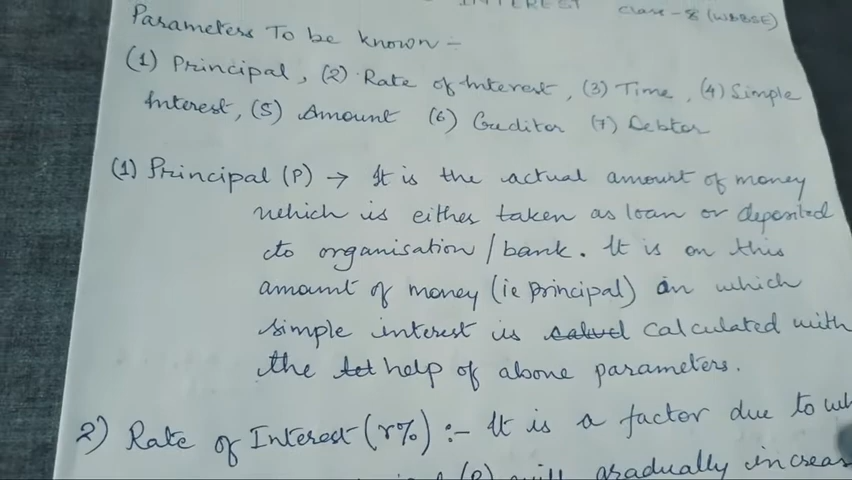 INTEREST Class-8 (WBBSE)
Parameters To be known -
(1) Principal, (2) Rate of Interest, (3) Time, (4) Simple
Interest, (5) Amount (6) Creditor (7) Debtor
(1) Principal (P) → It is the actual amount of money
which is either taken as loan or deposited
to organisation/bank. It is on this
amount of money (ie principal) on which
simple interest is calculated with
the help of above parameters.
2) Rate of Interest (r%) :- It is a factor due to
(P) will gradually